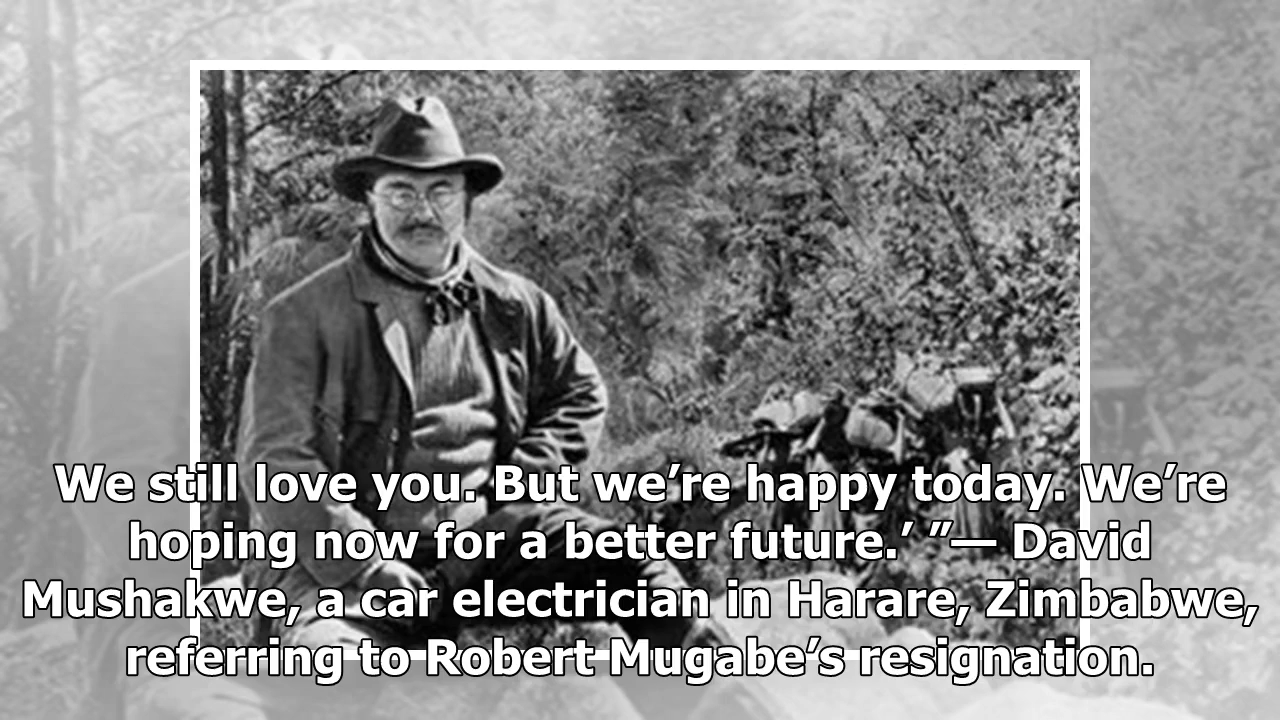 We still love you. But we’re happy today. We’re
hoping now for a better future.’ ”— David
Mushakwe, a car electrician in Harare, Zimbabwe,
referring to Robert Mugabe’s resignation.